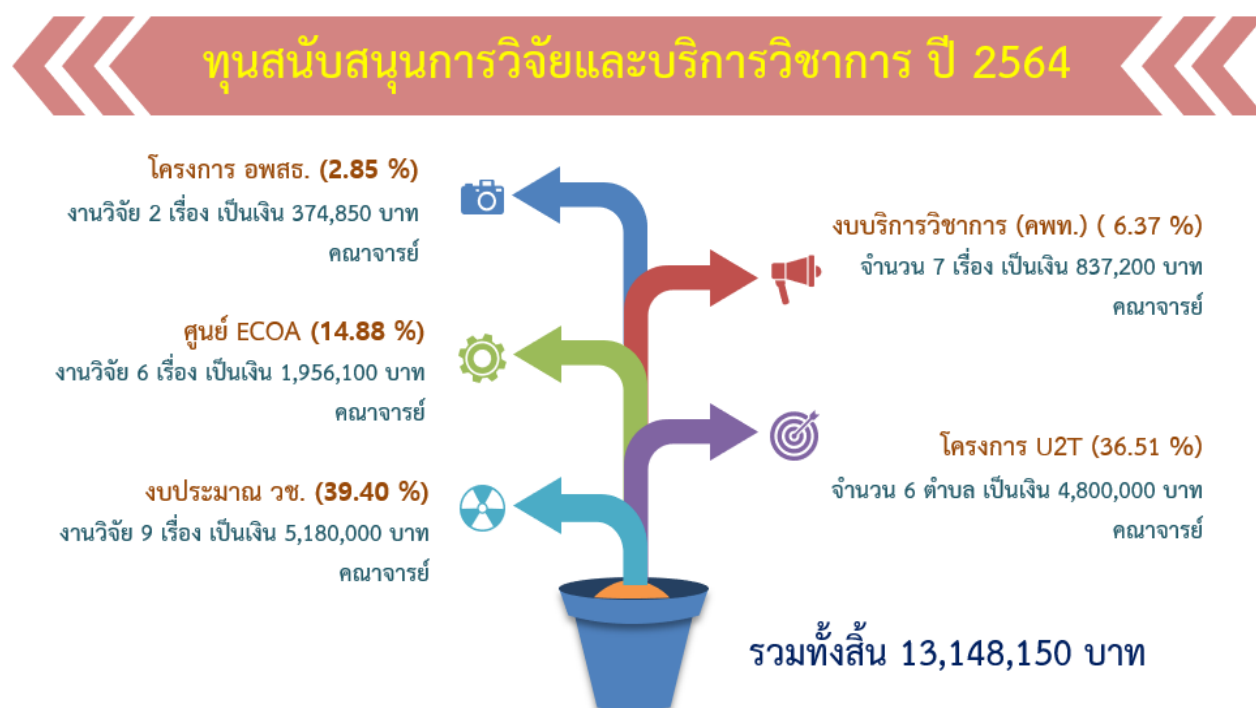 ทุนสนับสนุนการวิจัยและบริการวิชาการ ปี 2564
โครงการ อพสธ. (2.85 %)
งานวิจัย 2 เรื่อง เป็นเงิน 374,850 บาท
คณาจารย์
งบบริการวิชาการ (คพท.) ( 6.37 %)
จำนวน 7 เรื่อง เป็นเงิน 837,200 บาท
คณาจารย์
ศูนย์ ECOA (14.88 %)
งานวิจัย 6 เรื่อง เป็นเงิน 1,956,100 บาท
คณาจารย์
โครงการ U2T (36.51 %)
จำนวน 6 ตำบล เป็นเงิน 4,800,000 บาท
คณาจารย์
งบประมาณ วช. (39.40 %)
งานวิจัย 9 เรื่อง เป็นเงิน 5,180,000 บาท
คณาจารย์
รวมทั้งสิ้น 13,148,150 บาท